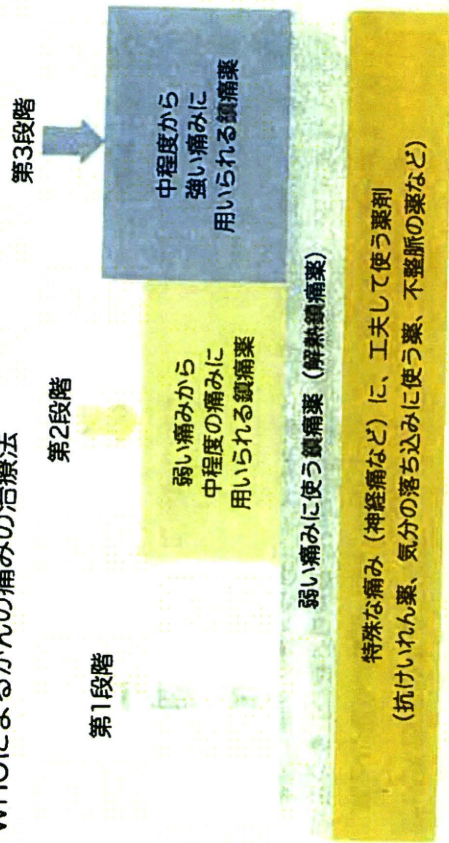 WHOによるがんの痛みの治療法
第1段階
第2段階
第3段階
弱い痛みから
中程度の痛みに
用いられる鎮痛薬
中程度から
強い痛みに
用いられる鎮痛薬
弱い痛みに使う鎮痛薬(解熱鎮痛薬)
特殊な痛み(神経痛など)に、工夫して使う薬剤
(抗けいれん薬、気分の落ち込みに使う薬、不整脈の薬など)